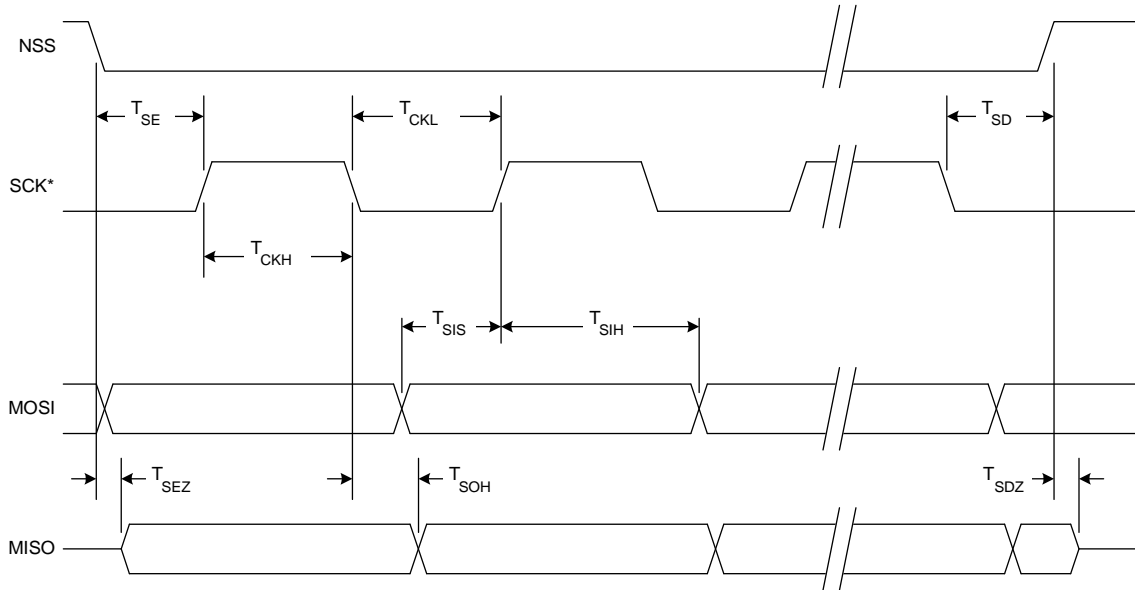 NSS
T_SE
T_CKL
T_SD
SCK*
T_CKH
T_SIS
T_SIH
MOSI
T_SEZ
T_SOH
T_SDZ
MISO